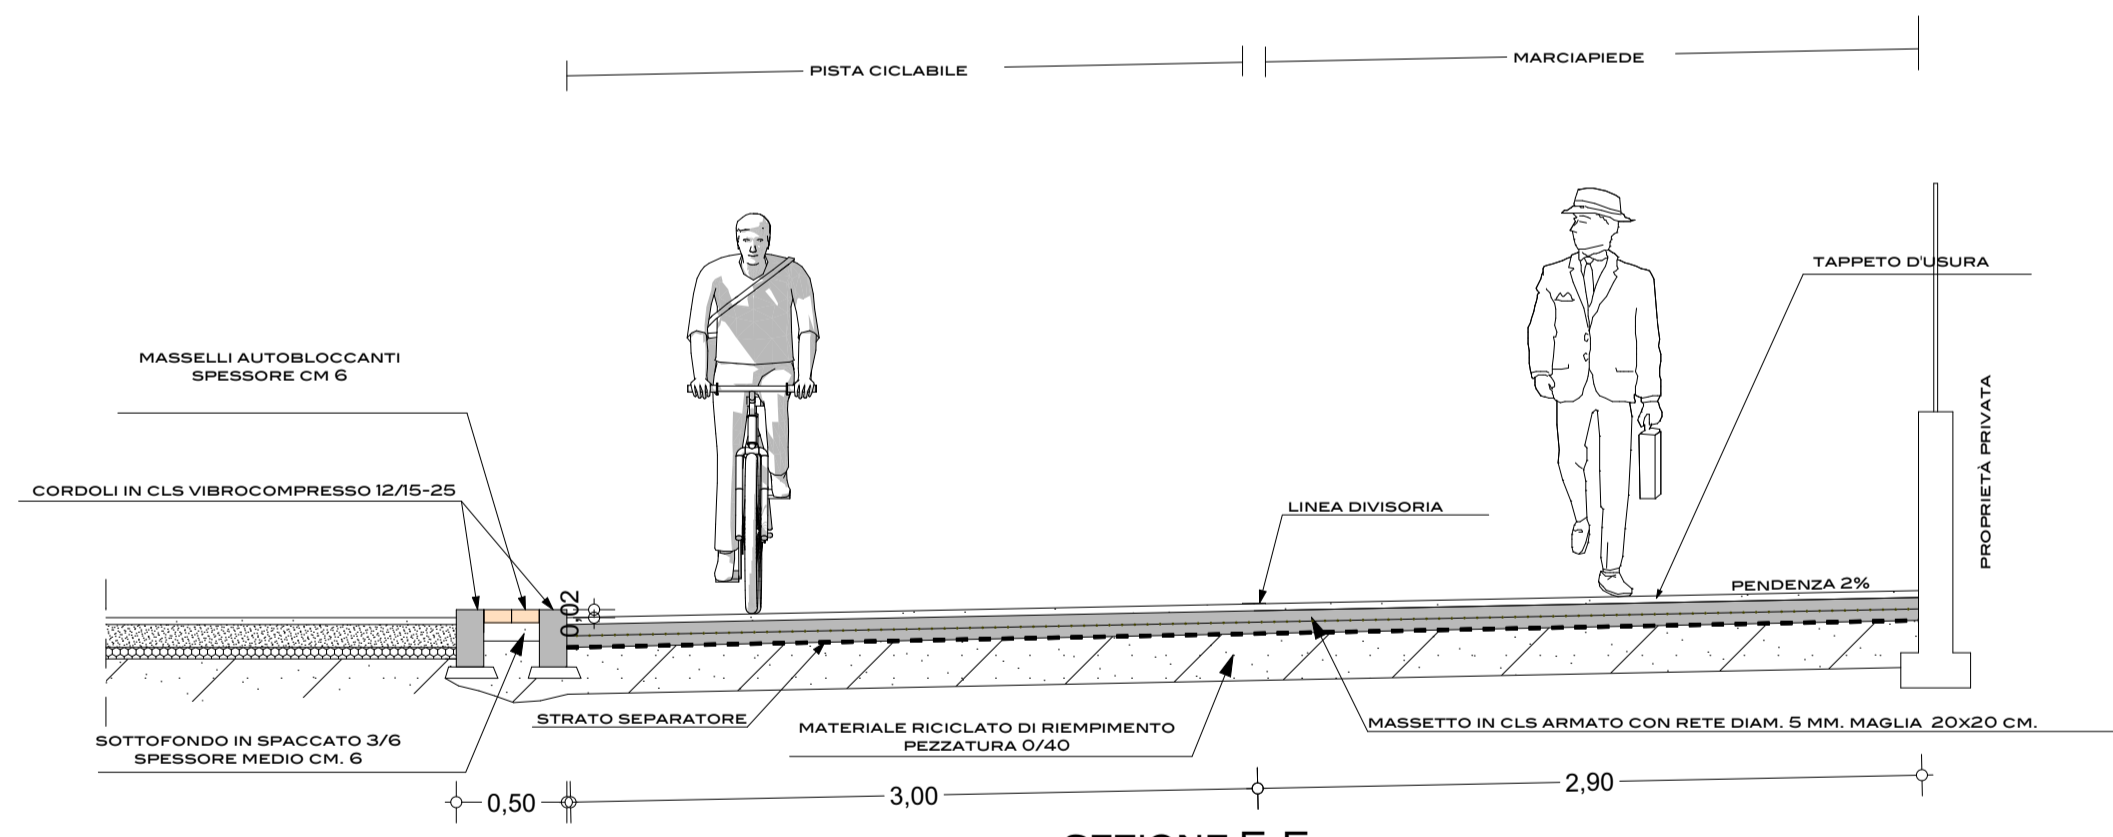 PISTA CICLABILE
MARCIAPIEDE
TAPPETO D'USURA
MASSELLI AUTOBLOCCANTI
SPESSORE CM 6
PROPRIETÀ PRIVATA
CORDOLI IN CLS VIBROCOMPRESSO 12/15-25
LINEA DIVISORIA
PENDENZA 2%
0,02
STRATO SEPARATORE
MATERIALE RICICLATO DI RIEMPIMENTO
PEZZATURA 0/40
MASSETTO IN CLS ARMATO CON RETE DIAM. 5 MM. MAGLIA 20x20 CM.
SOTTOFONDO IN SPACCATO 3/6
SPESSORE MEDIO CM. 6
0,50
3,00
2,90